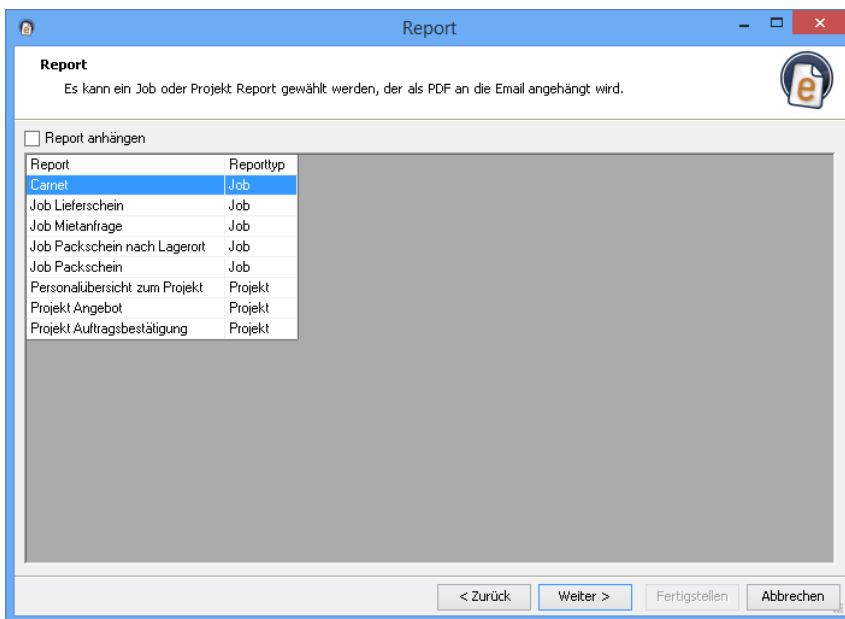 Report
Report
Es kann ein Job oder Projekt Report gewählt werden, der als PDF an die Email angehängt wird.
e
Report anhängen
Report Reporttyp
Carnet Job
Job Lieferschein Job
Job Mietanfrage Job
Job Packschein nach Lagerort Job
Job Packschein Job
Personalübersicht zum Projekt Projekt
Projekt Angebot Projekt
Projekt Auftragsbestätigung Projekt
< Zurück Weiter > Fertigstellen Abbrechen